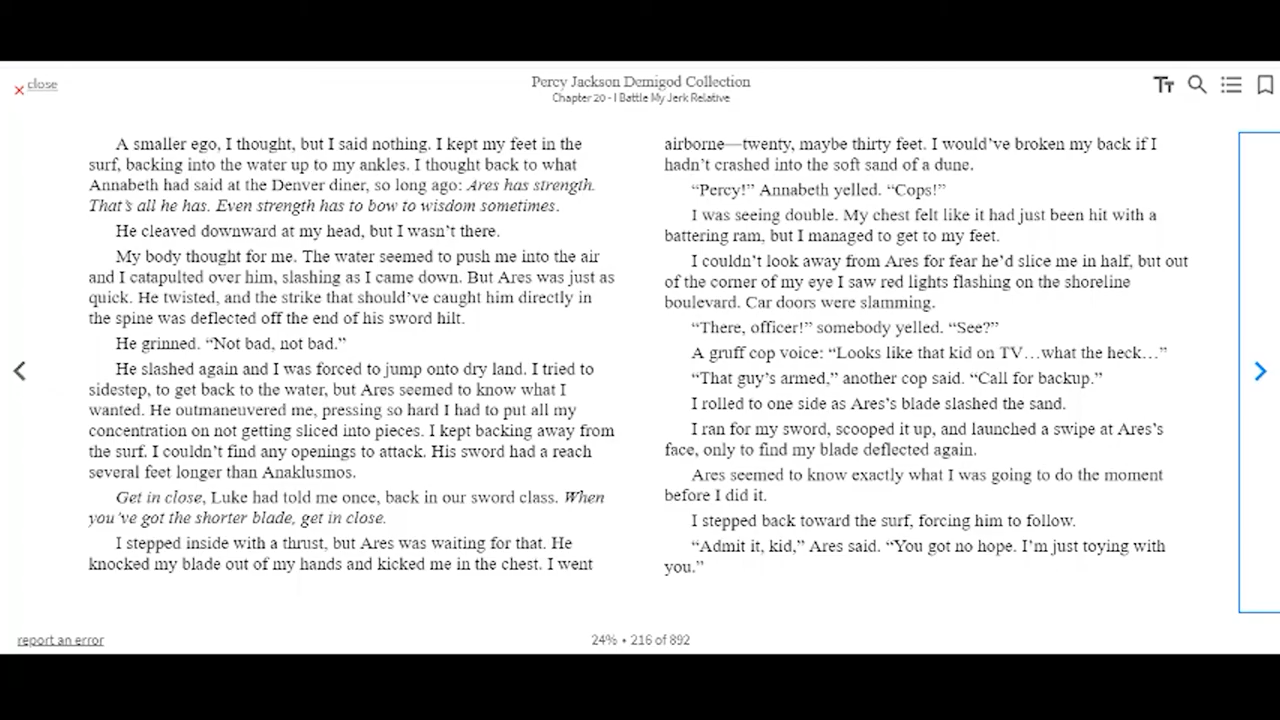 close
Percy Jackson Demigod Collection
Chapter 20 - I Battle My Jerk Relative
A smaller ego, I thought, but I said nothing. I kept my feet in the
surf, backing into the water up to my ankles. I thought back to what
Annabeth had said at the Denver diner, so long ago: Ares has strength.
That's all he has. Even strength has to bow to wisdom sometimes.
He cleaved downward at my head, but I wasn't there.
My body thought for me. The water seemed to push me into the air
and I catapulted over him, slashing as I came down. But Ares was just as
quick. He twisted, and the strike that should've caught him directly in
the spine was deflected off the end of his sword hilt.
He grinned. “Not bad, not bad.”
He slashed again and I was forced to jump onto dry land. I tried to
sidestep, to get back to the water, but Ares seemed to know what I
wanted. He outmaneuvered me, pressing so hard I had to put all my
concentration on not getting sliced into pieces. I kept backing away from
the surf. I couldn't find any openings to attack. His sword had a reach
several feet longer than Anaklusmos.
Get in close, Luke had told me once, back in our sword class. When
you've got the shorter blade, get in close.
I stepped inside with a thrust, but Ares was waiting for that. He
knocked my blade out of my hands and kicked me in the chest. I went
airborne—twenty, maybe thirty feet. I would've broken my back if I
hadn't crashed into the soft sand of a dune.
“Percy!” Annabeth yelled. “Cops!”
I was seeing double. My chest felt like it had just been hit with a
battering ram, but I managed to get to my feet.
I couldn't look away from Ares for fear he'd slice me in half, but out
of the corner of my eye I saw red lights flashing on the shoreline
boulevard. Car doors were slamming.
“There, officer!” somebody yelled. “See?”
A gruff cop voice: “Looks like that kid on TV…what the heck…”
“That guy's armed,” another cop said. “Call for backup.”
I rolled to one side as Ares's blade slashed the sand.
I ran for my sword, scooped it up, and launched a swipe at Ares's
face, only to find my blade deflected again.
Ares seemed to know exactly what I was going to do the moment
before I did it.
I stepped back toward the surf, forcing him to follow.
“Admit it, kid,” Ares said. “You got no hope. I'm just toying with
you.”
report an error
24% • 216 of 892